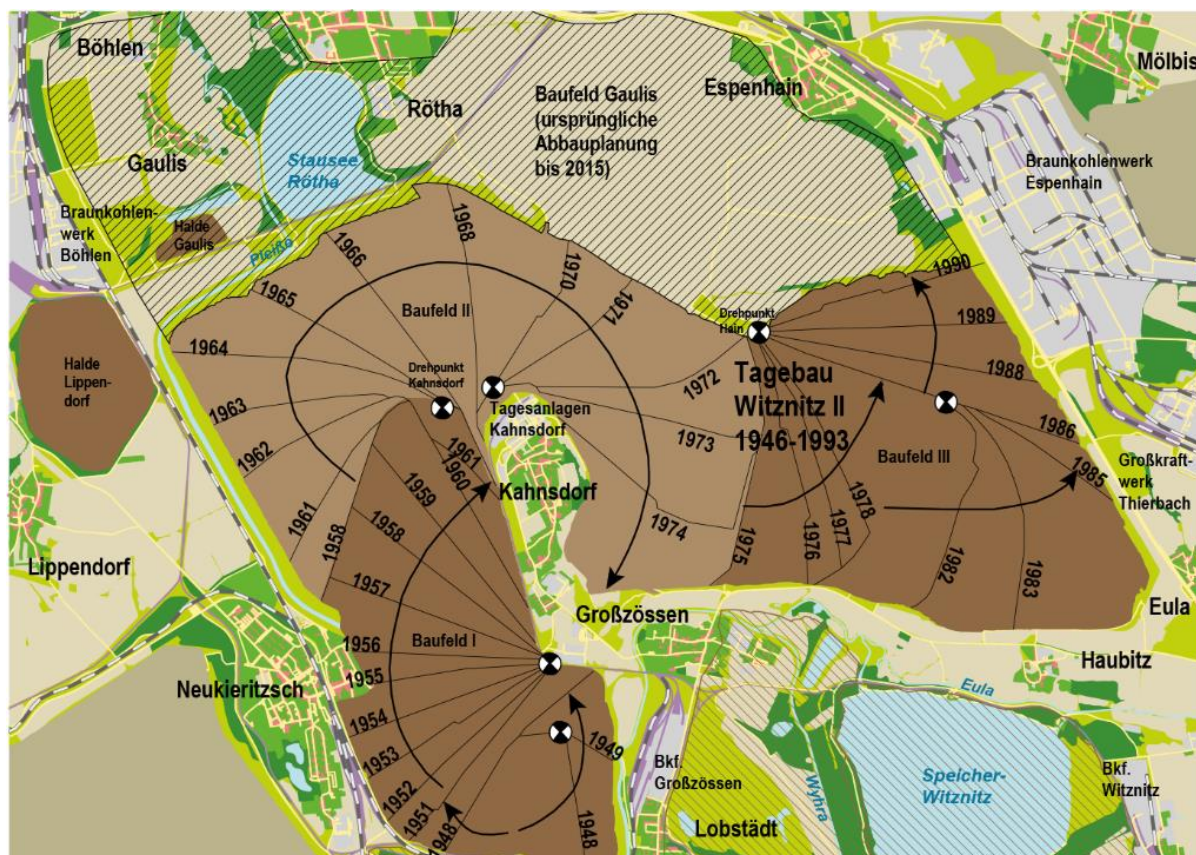 Böhlen
Mölbis
Espenhain
Rötha
Baufeld Gaulis
(ursprüngliche
Abbauplanung
bis 2015)
Gaulis
Stausee
Rötha
Braunkohlenwerk
Espenhain
Braunkohlen-
werk
Böhlen
Halde
Gaulis
Pleiße
1968
1966
1970
1990
1965
1971
Baufeld II
1989
1964
Drehpunkt
Hain
Halde
Lippen-
dorf
Drehpunkt
Kahnsdorf
1972
Tagebau
Witznitz II
1946-1993
1988
1963
Tagesanlagen
Kahnsdorf
1986
1962
1961
1960
1973
Baufeld III
1985
Großkraft-
werk
Thierbach
1959
Kahnsdorf
1978
1961
1958
1958
1974
1975
1976
1977
1982
1983
Lippendorf
1957
Großzössen
Eula
1956
Baufeld I
Haubitz
1955
Neukieritzsch
Eula
1954
1953
1949
Bkf.
Großzössen
Speicher-
Witznitz
Bkf.
Witznitz
1952
Wyhra
1951
1948
1948
Lobstädt